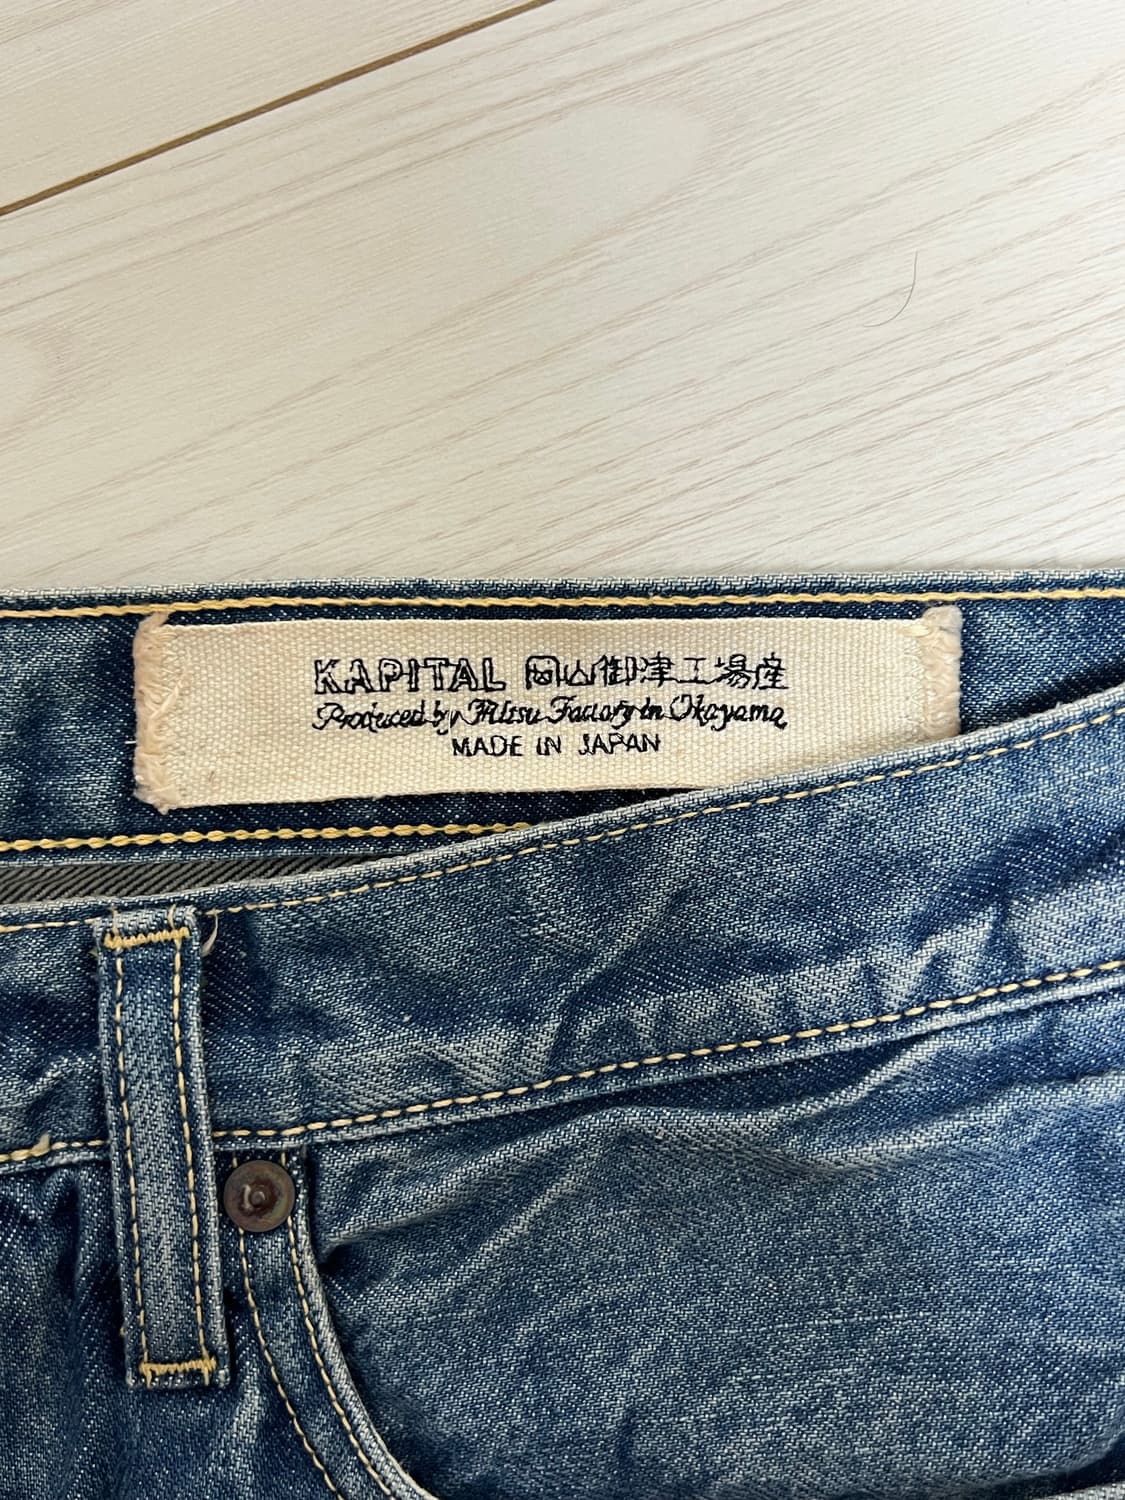 KAPITAL 岡山御津工場産
Produced by Mitsu Factory in Okayama
MADE IN JAPAN